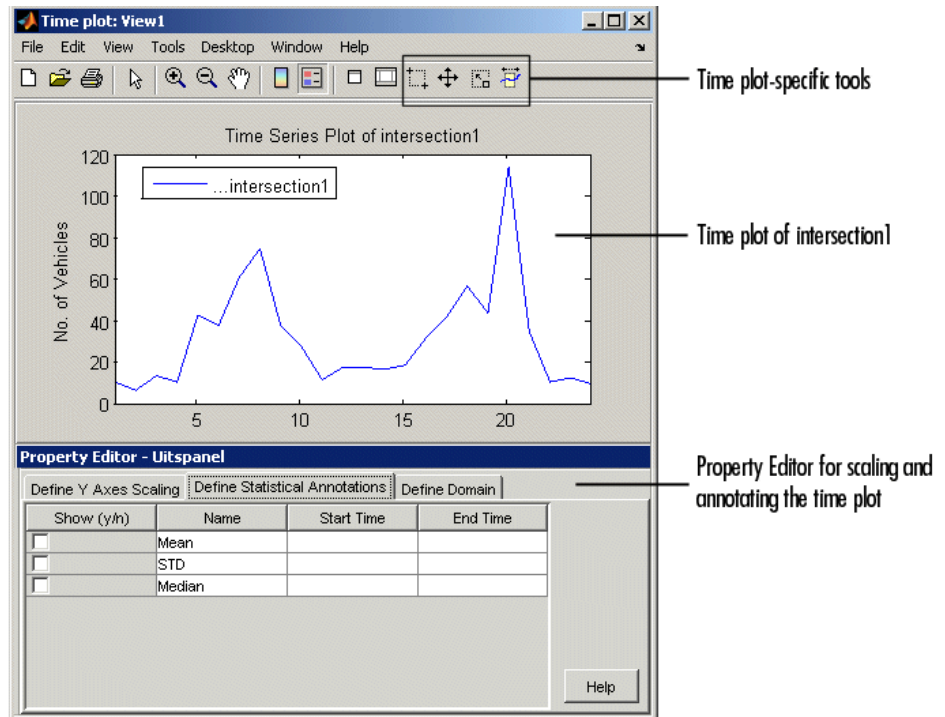 Time plot: View1
File Edit View Tools Desktop Window Help
Time plot-specific tools
Time Series Plot of intersection1
120
100
80
60
40
20
0
No. of Vehicles
...intersection1
5 10 15 20
Time plot of intersection1
Property Editor - Uitspanel
Define Y Axes Scaling Define Statistical Annotations Define Domain
Property Editor for scaling and
annotating the time plot
Show (y/n) Name Start Time End Time
Mean
STD
Median
Help